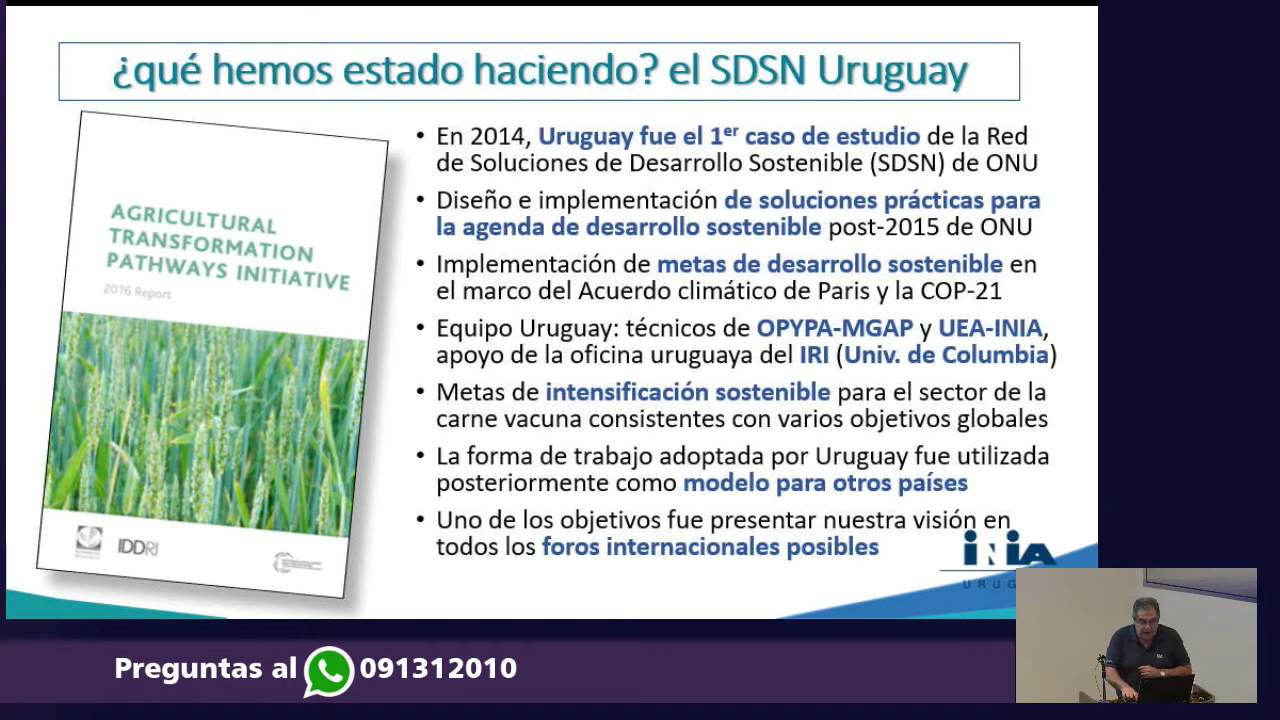 ¿qué hemos estado haciendo? el SDSN Uruguay
AGRICULTURAL
TRANSFORMATION
PATHWAYS INITIATIVE
2016 Report
IDDRI
• En 2014, Uruguay fue el 1er caso de estudio de la Red
de Soluciones de Desarrollo Sostenible (SDSN) de ONU
• Diseño e implementación de soluciones prácticas para
la agenda de desarrollo sostenible post-2015 de ONU
• Implementación de metas de desarrollo sostenible en
el marco del Acuerdo climático de Paris y la COP-21
• Equipo Uruguay: técnicos de OPYPA-MGAP y UEA-INIA,
apoyo de la oficina uruguaya del IRI (Univ. de Columbia)
• Metas de intensificación sostenible para el sector de la
carne vacuna consistentes con varios objetivos globales
• La forma de trabajo adoptada por Uruguay fue utilizada
posteriormente como modelo para otros países
• Uno de los objetivos fue presentar nuestra visión en
todos los foros internacionales posibles
iNiA
URUG
Preguntas al 091312010